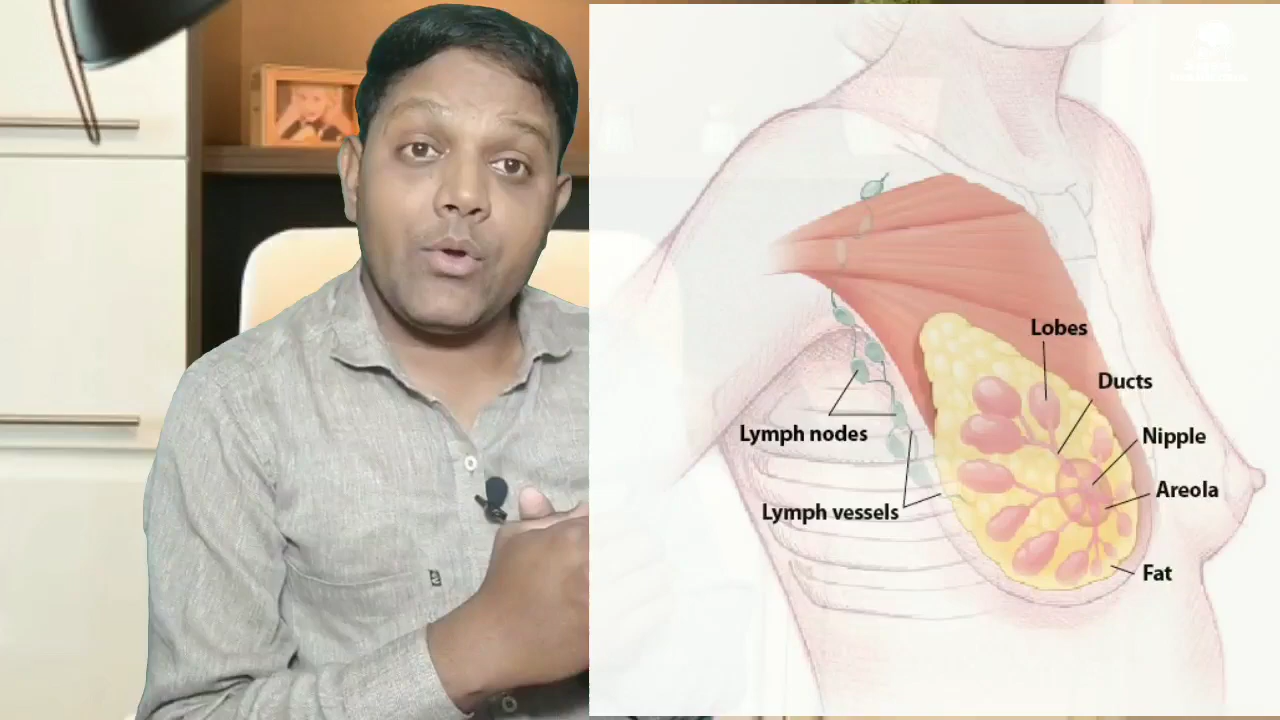 Lobes
Ducts
Lymph nodes
Nipple
Areola
Lymph vessels
Fat